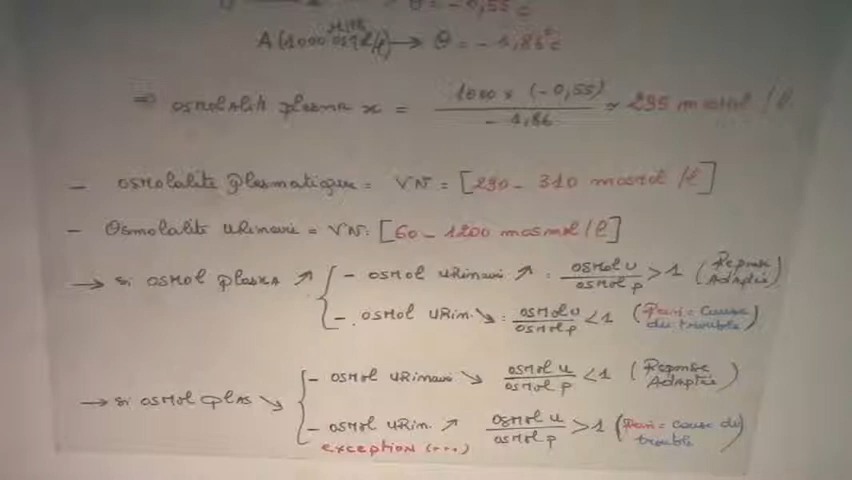 θ = - 0,55°C
A (1000 osmol/l) → θ = - 1,86°C
⇒ osmolalité plasma x = 1000 x (-0,55) / - 1,86 ≈ 295 mosmol / l
- osmolalité plasmatique = VN = [290 - 310 mosmol / l]
- Osmolalité urinaire = VN: [60 - 1200 mosmol / l]
→ si osmol plasma ↗ { - osmol urinaire ↗ : osmol u / osmol p > 1 (Réponse Adaptée)
- osmol urin. ↘ : osmol u / osmol p < 1 (Rein = cause du trouble)
→ si osmol plas ↘ { - osmol urinaire ↘ osmol u / osmol p < 1 (Réponse Adaptée)
- osmol urin. ↗ osmol u / osmol p > 1 (Rein = cause du trouble)
exception (...)